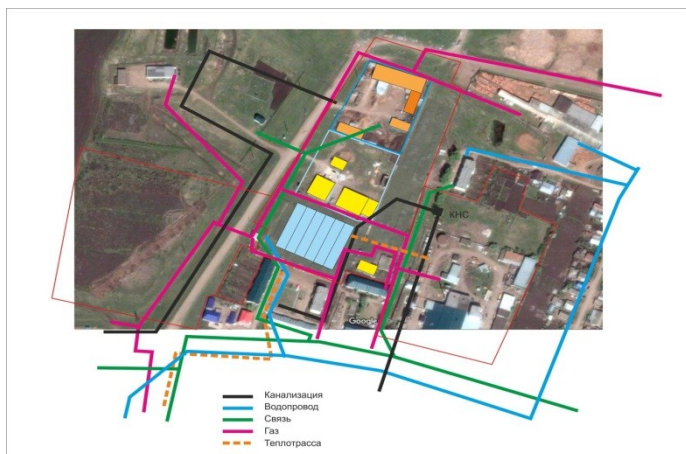 КНС
Google
Канализация
Водопровод
Связь
Газ
Теплотрасса